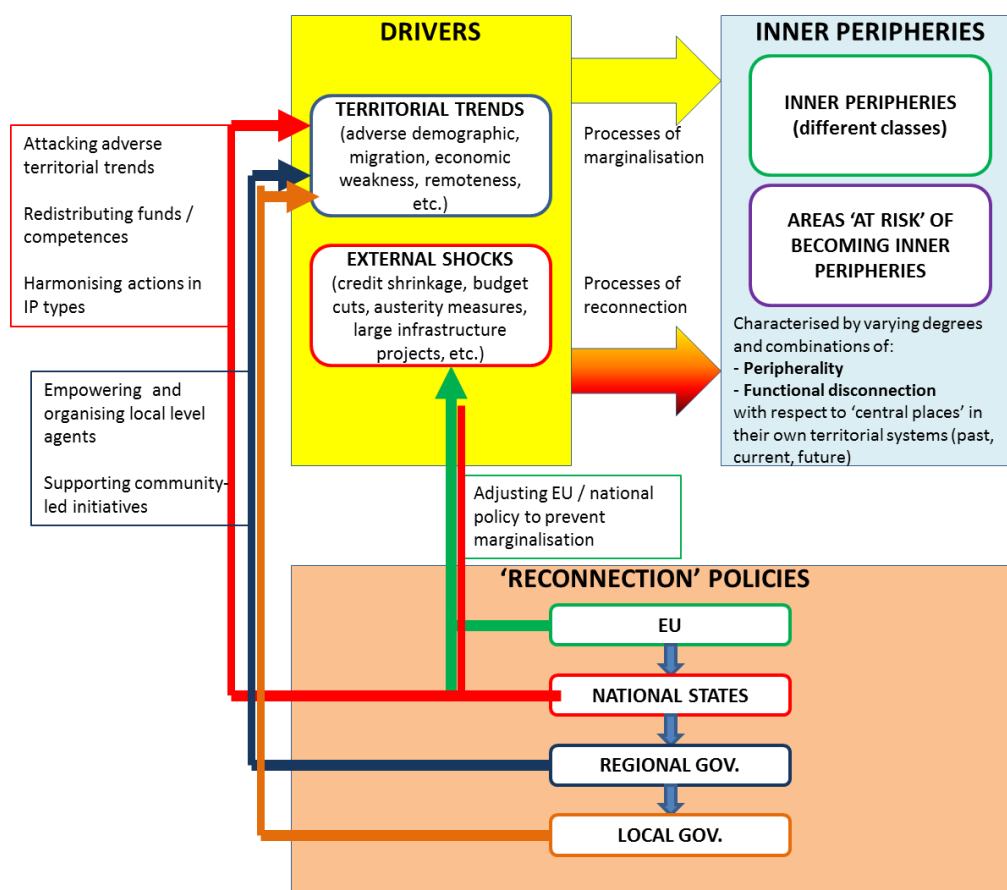 DRIVERS
TERRITORIAL TRENDS
(adverse demographic,
migration, economic
weakness, remoteness,
etc.)
EXTERNAL SHOCKS
(credit shrinkage, budget
cuts, austerity measures,
large infrastructure
projects, etc.)
Processes of
marginalisation
Processes of
reconnection
INNER PERIPHERIES
INNER PERIPHERIES
(different classes)
AREAS ‘AT RISK’ OF
BECOMING INNER
PERIPHERIES
Characterised by varying degrees
and combinations of:
- Peripherality
- Functional disconnection
with respect to ‘central places’ in
their own territorial systems (past,
current, future)
Attacking adverse
territorial trends
Redistributing funds /
competences
Harmonising actions in
IP types
Empowering and
organising local level
agents
Supporting community-
led initiatives
Adjusting EU / national
policy to prevent
marginalisation
‘RECONNECTION’ POLICIES
EU
NATIONAL STATES
REGIONAL GOV.
LOCAL GOV.